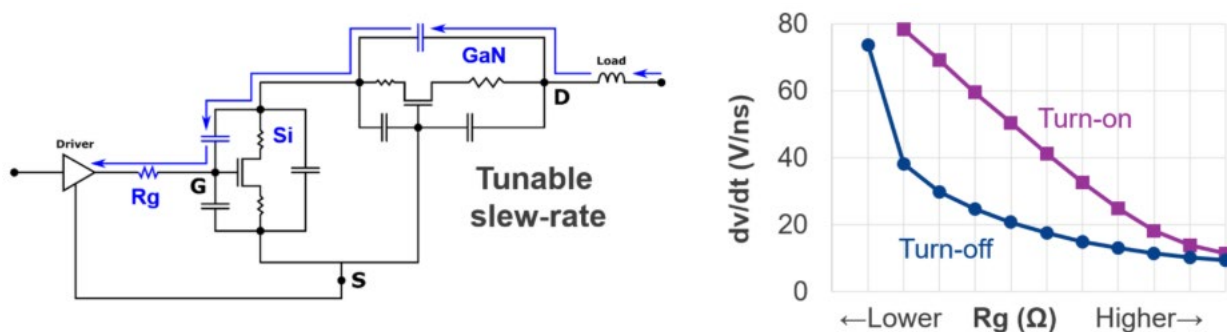 Driver
Rg
G
Si
S
GaN
D
Load
Tunable
slew-rate
dv/dt (V/ns)
80
60
40
20
0
Turn-on
Turn-off
←Lower Rg (Ω) Higher→